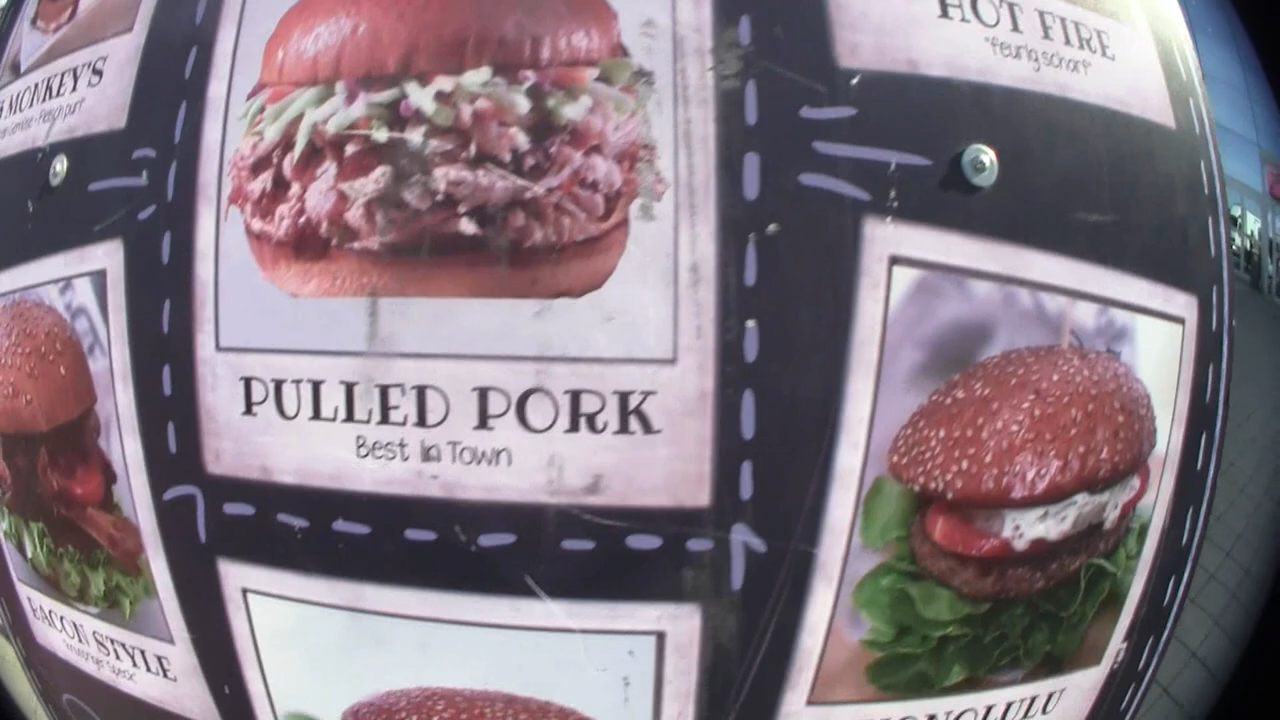 MONKEY'S
HOT FIRE
"feurig scharf"
PULLED PORK
Best In Town
BACON STYLE
HONOLULU